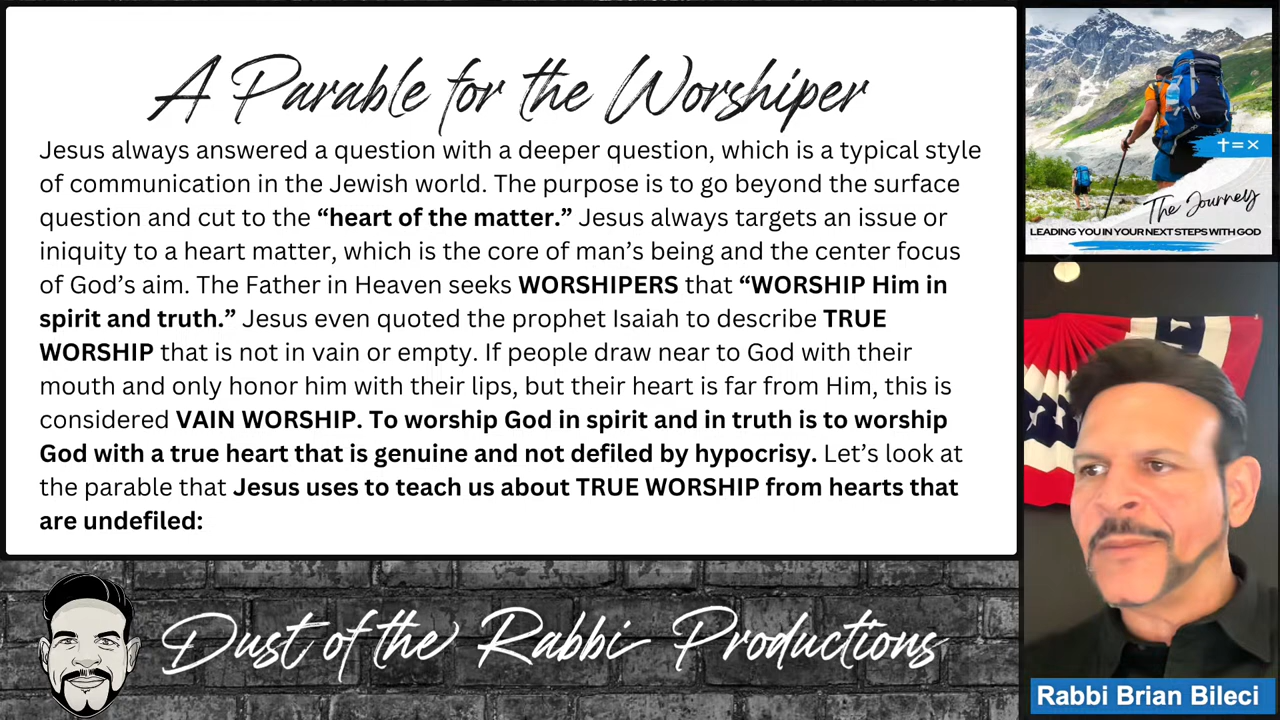 A Parable for the Worshiper
Jesus always answered a question with a deeper question, which is a typical style
of communication in the Jewish world. The purpose is to go beyond the surface
question and cut to the “heart of the matter.” Jesus always targets an issue or
iniquity to a heart matter, which is the core of man’s being and the center focus
of God’s aim. The Father in Heaven seeks WORSHIPERS that “WORSHIP Him in
spirit and truth.” Jesus even quoted the prophet Isaiah to describe TRUE
WORSHIP that is not in vain or empty. If people draw near to God with their
mouth and only honor him with their lips, but their heart is far from Him, this is
considered VAIN WORSHIP. To worship God in spirit and in truth is to worship
God with a true heart that is genuine and not defiled by hypocrisy. Let’s look at
the parable that Jesus uses to teach us about TRUE WORSHIP from hearts that
are undefiled:
The Journey
LEADING YOU IN YOUR NEXT STEPS WITH GOD
Dust of the Rabbi Productions
Rabbi Brian Bileci